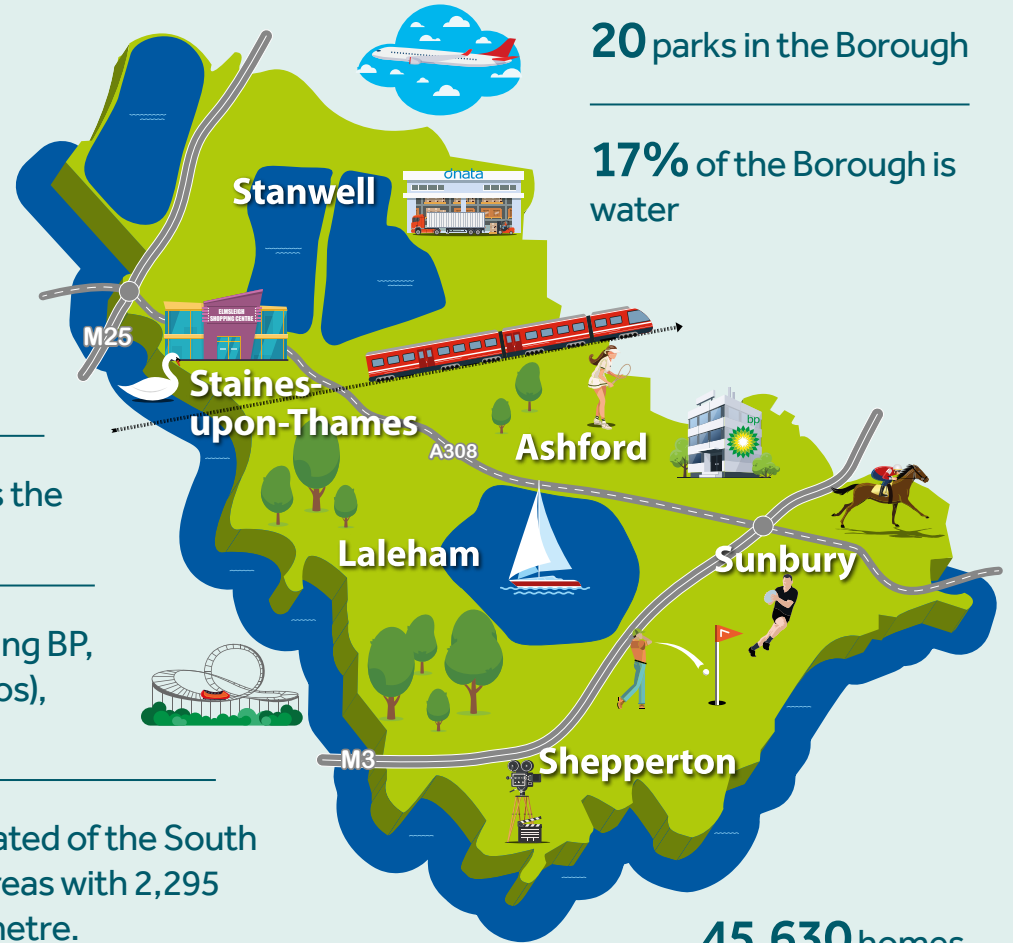 20 parks in the Borough
17% of the Borough is
water
dnata
Stanwell
ELMSLEIGH
SHOPPING CENTRE
M25
Staines-
upon-Thames
A308
Ashford
bp
s the
Laleham
Sunbury
ng BP,
os),
M3
Shepperton
ated of the South
reas with 2,295
netre.
45,630 homes